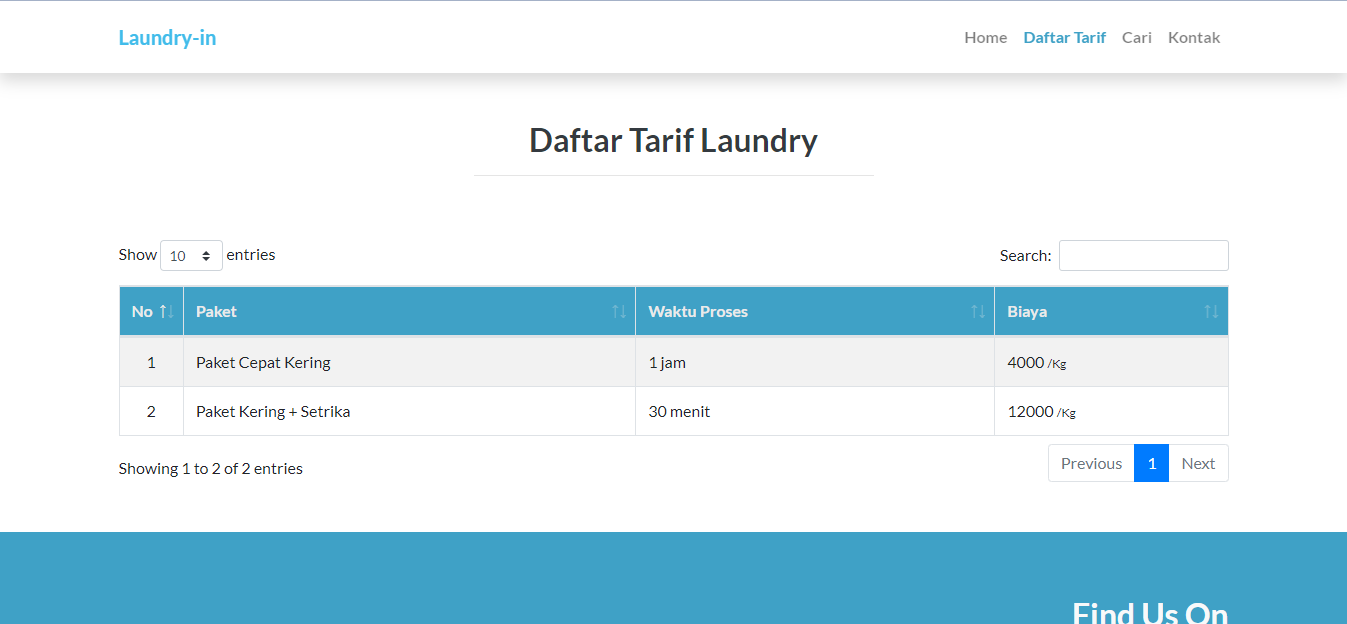 Laundry-in Home Daftar Tarif Cari Kontak
Daftar Tarif Laundry
Show 10 entries Search:
No Paket Waktu Proses Biaya
1 Paket Cepat Kering 1 jam 4000 /Kg
2 Paket Kering + Setrika 30 menit 12000 /Kg
Showing 1 to 2 of 2 entries Previous 1 Next
Find Us On